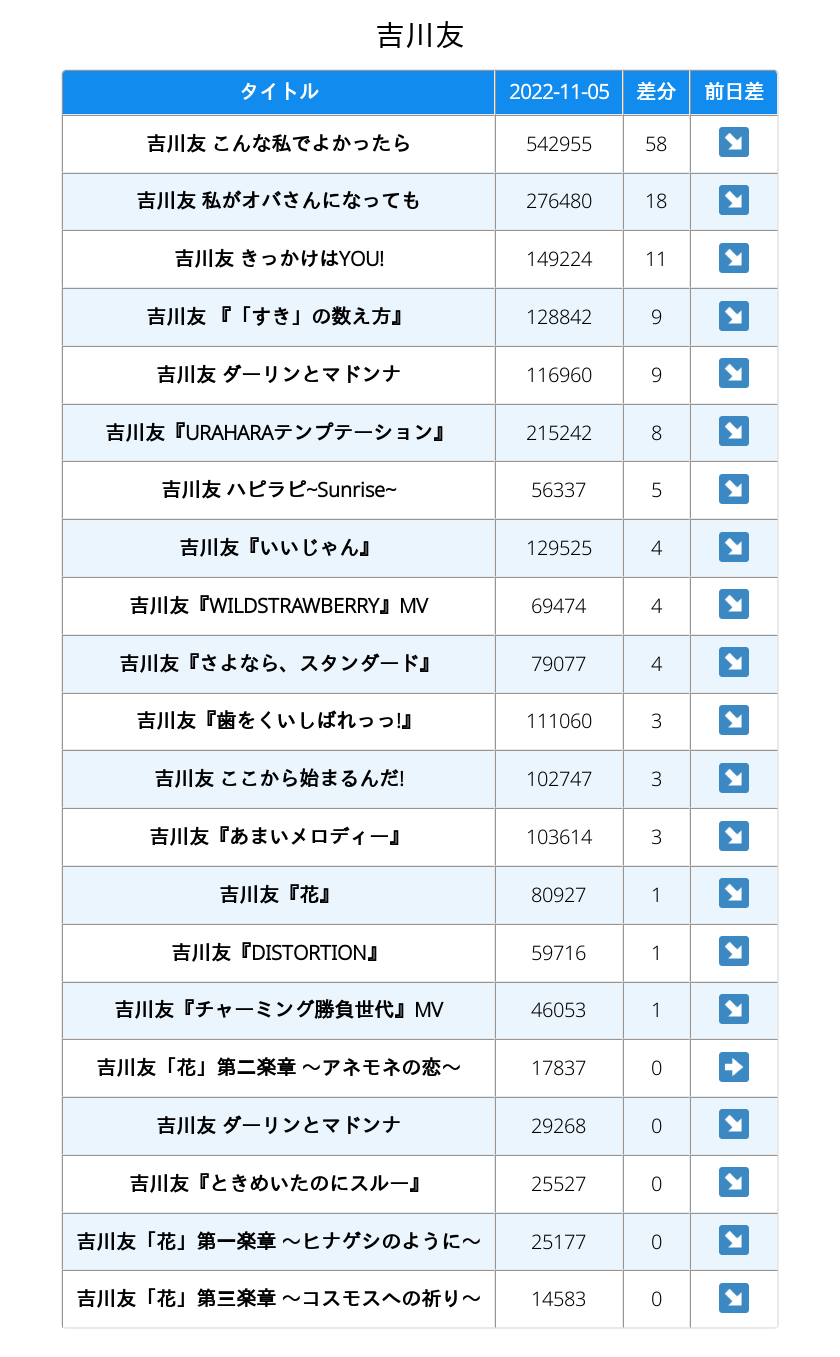 吉川友
タイトル 2022-11-05 差分 前日差
吉川友 こんな私でよかったら 542955 58 ↘
吉川友 私がオバさんになっても 276480 18 ↘
吉川友 きっかけはYOU! 149224 11 ↘
吉川友 『「すき」の数え方』 128842 9 ↘
吉川友 ダーリンとマドンナ 116960 9 ↘
吉川友『URAHARAテンプテーション』 215242 8 ↘
吉川友 ハピラピ~Sunrise~ 56337 5 ↘
吉川友『いいじゃん』 129525 4 ↘
吉川友『WILDSTRAWBERRY』MV 69474 4 ↘
吉川友『さよなら、スタンダード』 79077 4 ↘
吉川友『歯をくいしばれっっ!』 111060 3 ↘
吉川友 ここから始まるんだ! 102747 3 ↘
吉川友『あまいメロディー』 103614 3 ↘
吉川友『花』 80927 1 ↘
吉川友『DISTORTION』 59716 1 ↘
吉川友『チャーミング勝負世代』MV 46053 1 ↘
吉川友「花」第二楽章 〜アネモネの恋〜 17837 0 ➡
吉川友 ダーリンとマドンナ 29268 0 ↘
吉川友『ときめいたのにスルー』 25527 0 ↘
吉川友「花」第一楽章 〜ヒナゲシのように〜 25177 0 ↘
吉川友「花」第三楽章 〜コスモスへの祈り〜 14583 0 ↘